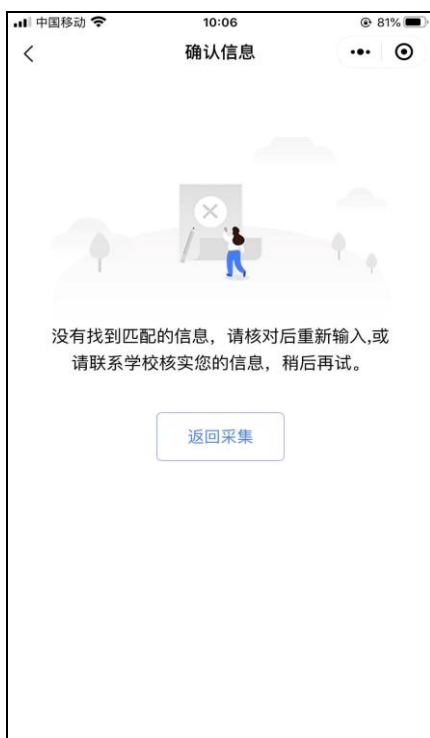 中国移动 10:06 81%
确认信息
没有找到匹配的信息，请核对后重新输入,或
请联系学校核实您的信息，稍后再试。
返回采集